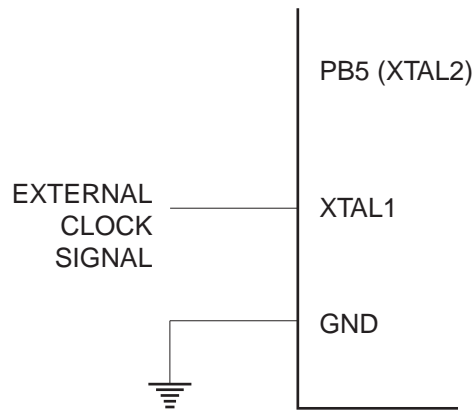 PB5 (XTAL2)
EXTERNAL
CLOCK
SIGNAL
XTAL1
GND